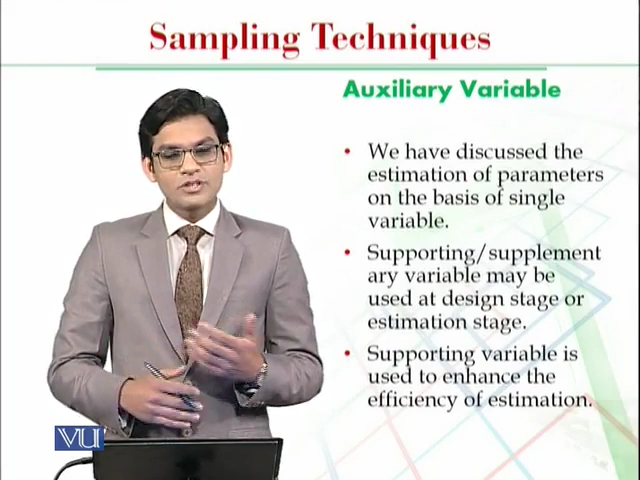 Sampling Techniques
Auxiliary Variable
• We have discussed the
estimation of parameters
on the basis of single
variable.
• Supporting/supplement
ary variable may be
used at design stage or
estimation stage.
• Supporting variable is
used to enhance the
efficiency of estimation.
VU